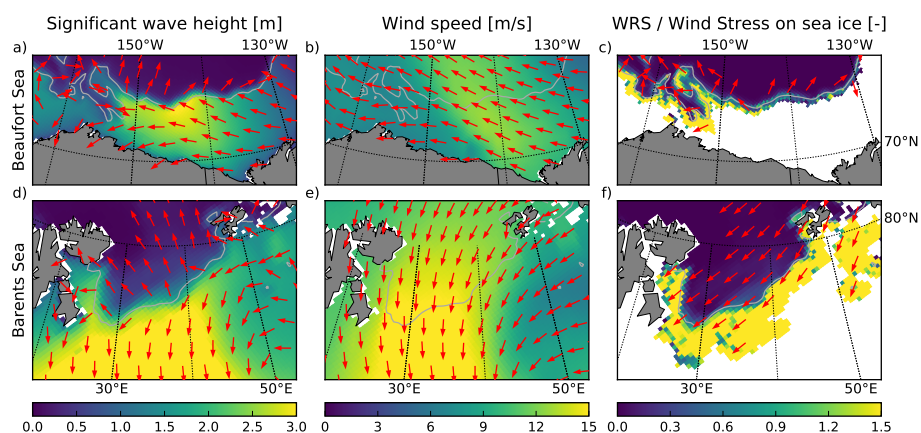 Significant wave height [m] Wind speed [m/s] WRS / Wind Stress on sea ice [-]
a) 150°W 130°W b) 150°W 130°W c) 150°W 130°W
Beaufort Sea
70°N
d) e) f)
80°N
Barents Sea
30°E 50°E 30°E 50°E 30°E 50°E
0.0 0.5 1.0 1.5 2.0 2.5 3.0 0 3 6 9 12 15 0.0 0.3 0.6 0.9 1.2 1.5